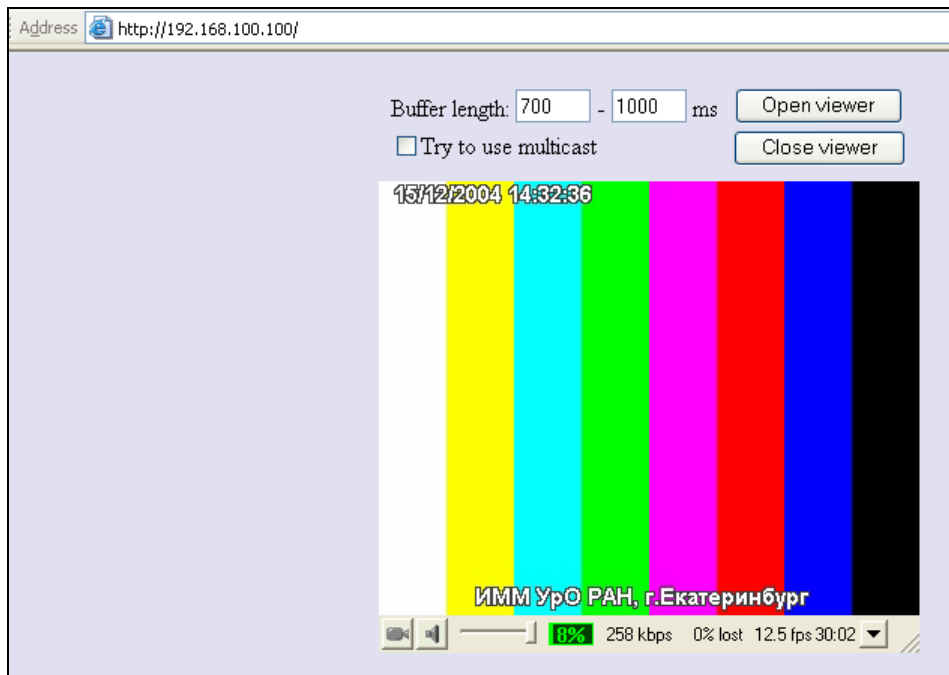 Address http://192.168.100.100/
Buffer length: 700 - 1000 ms Open viewer
Try to use multicast Close viewer
15/12/2004 14:32:36
ИММ УрО РАН, г.Екатеринбург
8% 258 kbps 0% lost 12.5 fps 30:02